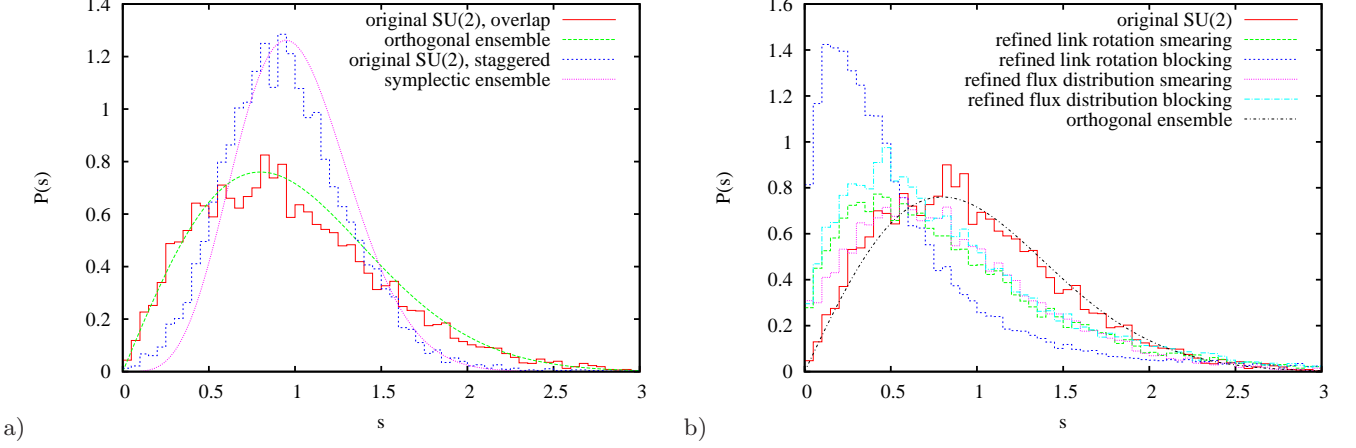 original SU(2), overlap
orthogonal ensemble
original SU(2), staggered
symplectic ensemble
P(s)
1.4
1.2
1
0.8
0.6
0.4
0.2
0
0 0.5 1 1.5 2 2.5 3
s
a)
original SU(2)
refined link rotation smearing
refined link rotation blocking
refined flux distribution smearing
refined flux distribution blocking
orthogonal ensemble
P(s)
1.6
1.4
1.2
1
0.8
0.6
0.4
0.2
0
0 0.5 1 1.5 2 2.5 3
s
b)